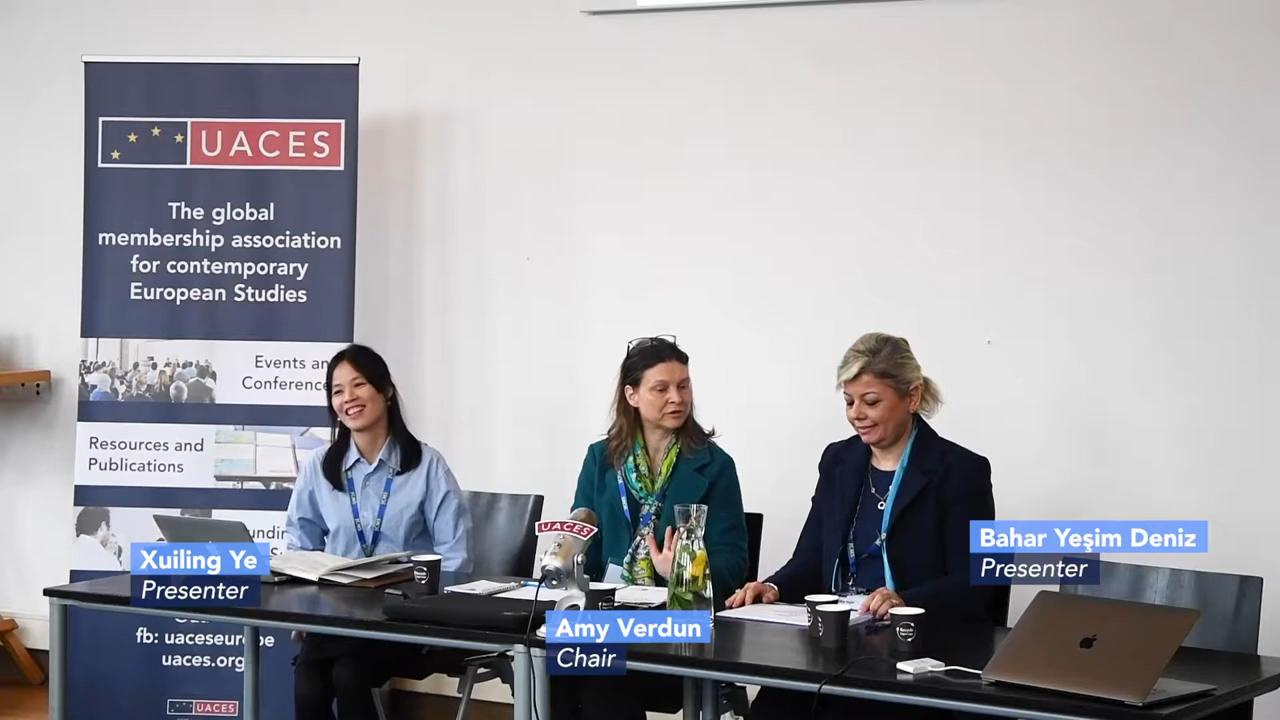 UACES
The global
membership association
for contemporary
European Studies
Events an
Conference
Resources and
Publications
fb: uaceseurope
uaces.org
UACES
UACES
Xuiling Ye
Presenter
Amy Verdun
Chair
Bahar Yeşim Deniz
Presenter